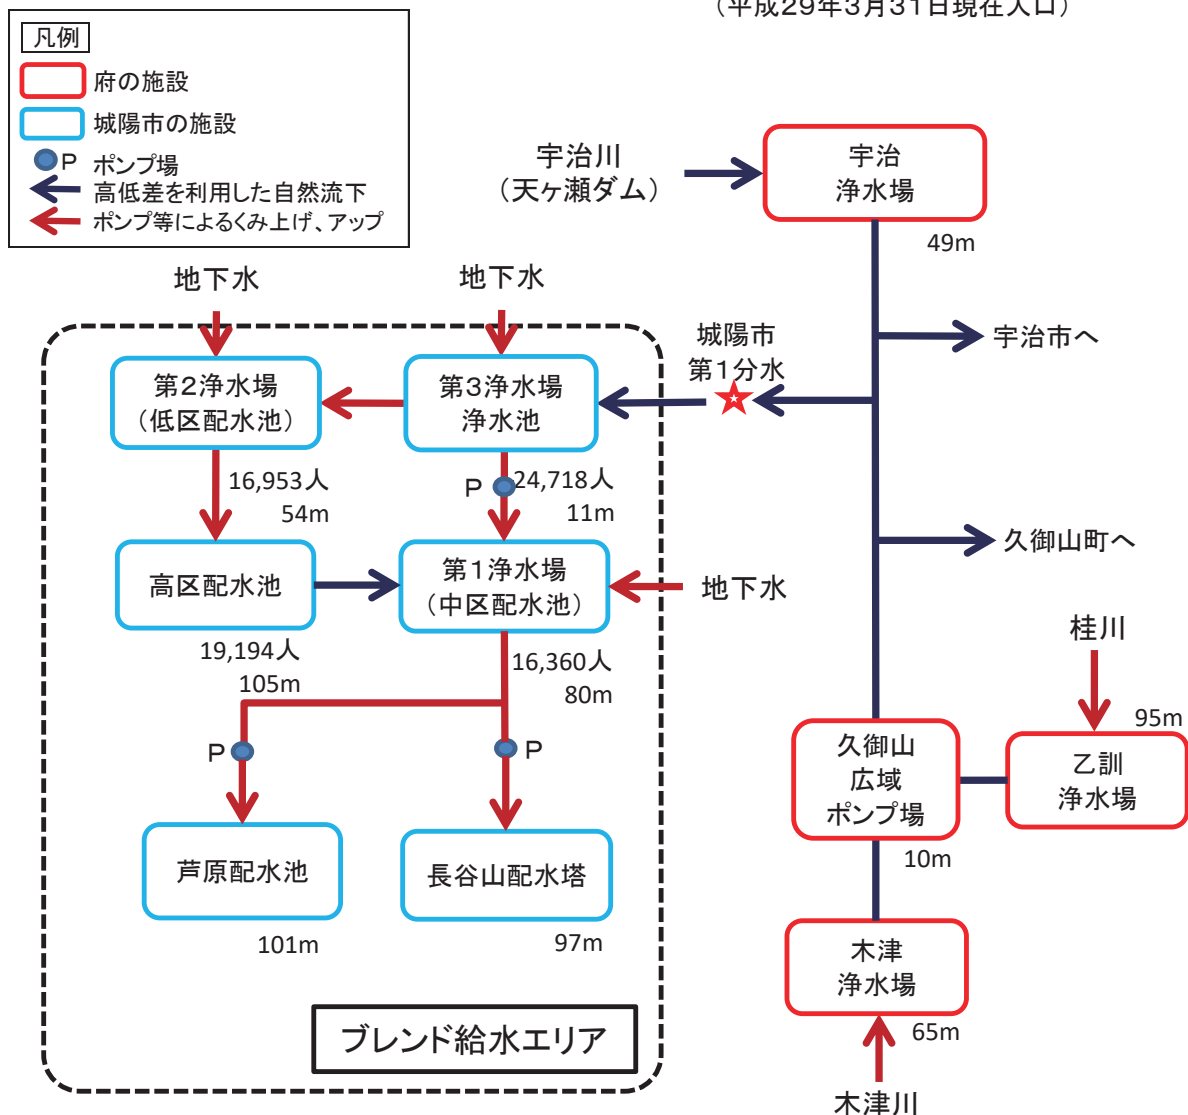 （平成29年3月31日現在人口）
凡例
府の施設
城陽市の施設
P ポンプ場
高低差を利用した自然流下
ポンプ等によるくみ上げ、アップ
宇治川
（天ヶ瀬ダム）
宇治
浄水場
49m
地下水
地下水
城陽市
第１分水
宇治市へ
第２浄水場
（低区配水池）
第３浄水場
浄水池
16,953人
54m
P
24,718人
11m
久御山町へ
高区配水池
第１浄水場
（中区配水池）
地下水
19,194人
105m
16,360人
80m
桂川
95m
P
P
久御山
広域
ポンプ場
乙訓
浄水場
10m
芦原配水池
長谷山配水塔
101m
97m
木津
浄水場
65m
ブレンド給水エリア
木津川